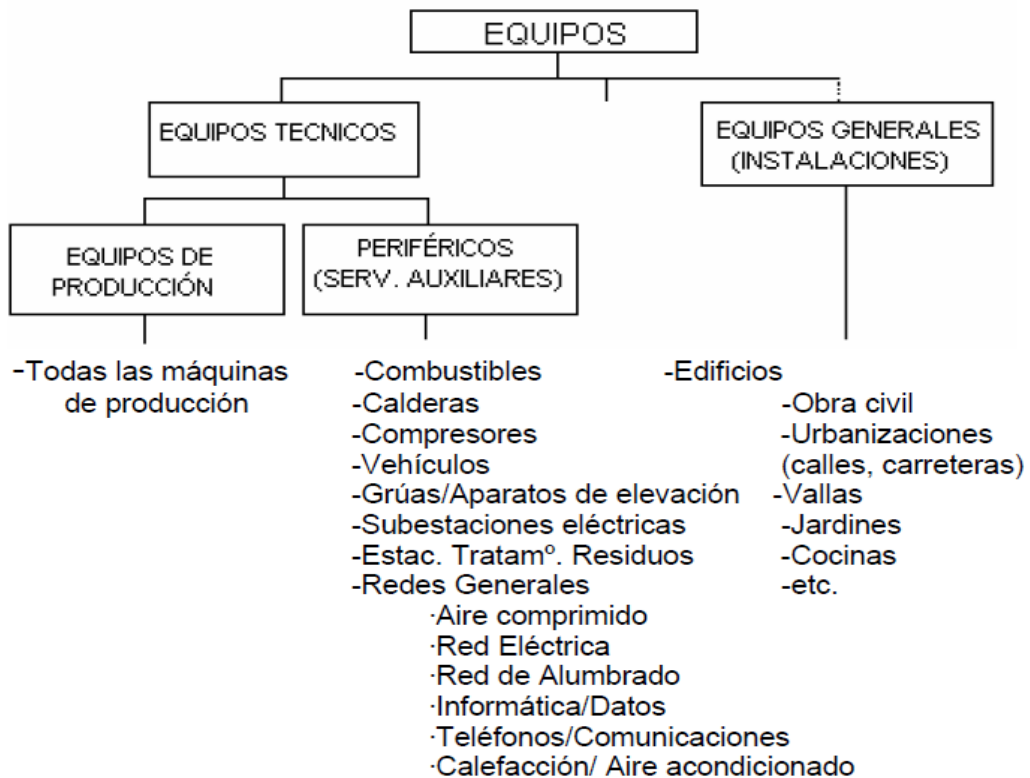 EQUIPOS
EQUIPOS TECNICOS
EQUIPOS GENERALES
(INSTALACIONES)
EQUIPOS DE
PRODUCCIÓN
PERIFÉRICOS
(SERV. AUXILIARES)
-Todas las máquinas
de producción
-Combustibles
-Calderas
-Compresores
-Vehículos
-Grúas/Aparatos de elevación
-Subestaciones eléctricas
-Estac. Tratamº. Residuos
-Redes Generales
·Aire comprimido
·Red Eléctrica
·Red de Alumbrado
·Informática/Datos
·Teléfonos/Comunicaciones
·Calefacción/ Aire acondicionado
-Edificios
-Obra civil
-Urbanizaciones
(calles, carreteras)
-Vallas
-Jardines
-Cocinas
-etc.